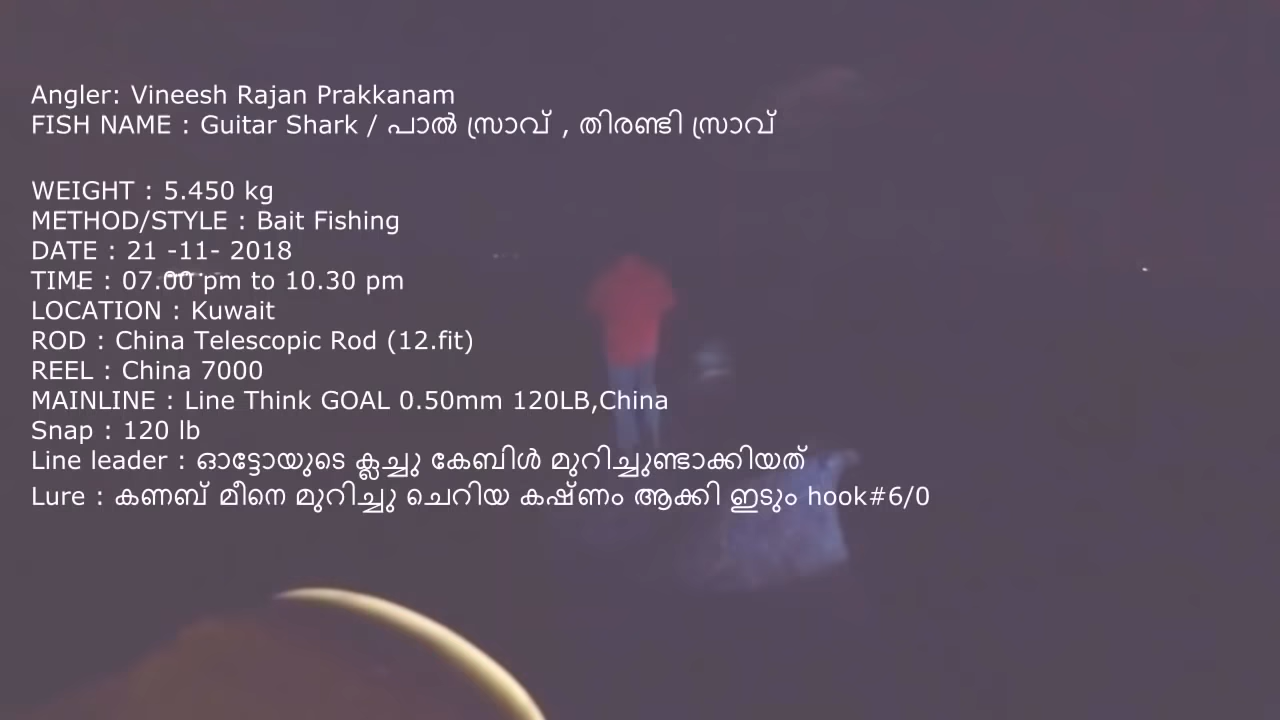 Angler: Vineesh Rajan Prakkanam
FISH NAME : Guitar Shark / പാൽ സ്രാവ് , തിരണ്ടി സ്രാവ്
WEIGHT : 5.450 kg
METHOD/STYLE : Bait Fishing
DATE : 21 -11- 2018
TIME : 07.00 pm to 10.30 pm
LOCATION : Kuwait
ROD : China Telescopic Rod (12.fit)
REEL : China 7000
MAINLINE : Line Think GOAL 0.50mm 120LB,China
Snap : 120 lb
Line leader : ഓട്ടോയുടെ ക്ലച്ചു കേബിൾ മുറിച്ചുണ്ടാക്കിയത്
Lure : കണബ് മീനെ മുറിച്ചു ചെറിയ കഷ്ണം ആക്കി ഇടും hook#6/0